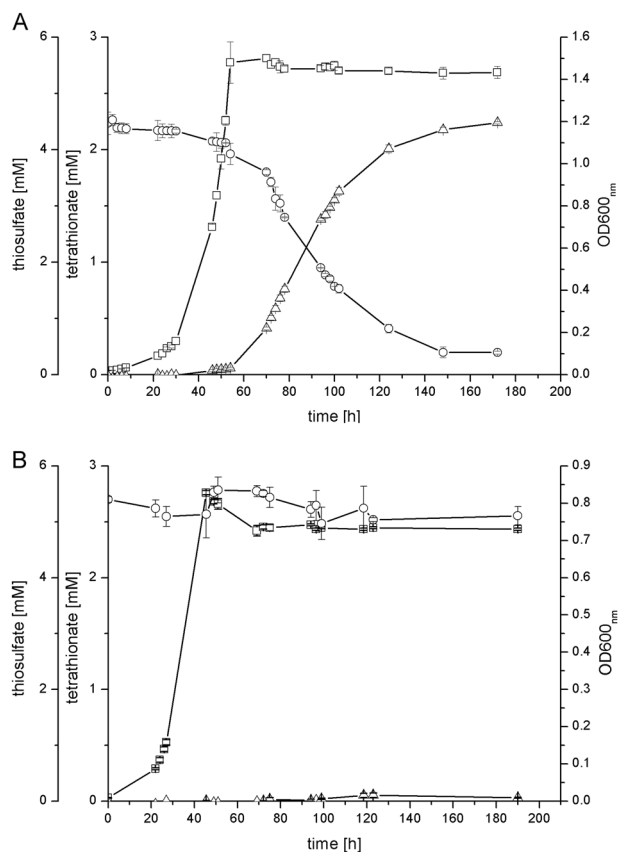 A
6 3 1.6
1.4
1.2
4 2
1.0
thiosulfate [mM]
tetrathionate [mM]
0.8
OD600nm
0.6
2 1
0.4
0.2
0 0 0.0
0 20 40 60 80 100 120 140 160 180 200
time [h]
B
6 3 0.9
0.8
0.7
4 2
0.6
0.5
thiosulfate [mM]
tetrathionate [mM]
0.4
OD600nm
2 1
0.3
0.2
0.1
0 0 0.0
0 20 40 60 80 100 120 140 160 180 200
time [h]